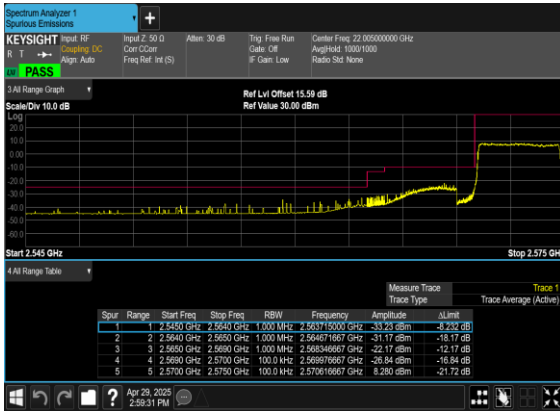 Spectrum Analyzer 1
Spurious Emissions
KEYSIGHT
R T
LNI
PASS
Input: RF
Coupling: DC
Align: Auto
Input Z: 50 Ω
Corr CCorr
Freq Ref: Int (S)
Atten: 30 dB
Trig: Free Run
Gate: Off
IF Gain: Low
Center Freq: 22.005000000 GHz
Avg|Hold: 1000/1000
Radio Std: None
3 All Range Graph
Scale/Div 10.0 dB
Ref Lvl Offset 15.59 dB
Ref Value 30.00 dBm
Log
20.0
10.0
0.00
-10.0
-20.0
-30.0
-40.0
-50.0
-60.0
Start 2.545 GHz
Stop 2.575 GH
4 All Range Table
Measure Trace Trace 1
Trace Type Trace Average (Active)
Spur Range Start Freq Stop Freq RBW Frequency Amplitude ΔLimit
1 1 2.5450 GHz 2.5640 GHz 1.000 MHz 2.563715000 GHz -33.23 dBm -8.232 dB
2 2 2.5640 GHz 2.5650 GHz 1.000 MHz 2.564671667 GHz -31.17 dBm -18.17 dB
3 3 2.5650 GHz 2.5690 GHz 1.000 MHz 2.568346667 GHz -22.17 dBm -12.17 dB
4 4 2.5690 GHz 2.5700 GHz 100.0 kHz 2.569976667 GHz -26.84 dBm -16.84 dB
5 5 2.5700 GHz 2.5750 GHz 100.0 kHz 2.570616667 GHz 8.280 dBm -21.72 dB
Apr 29, 2025
2:59:31 PM